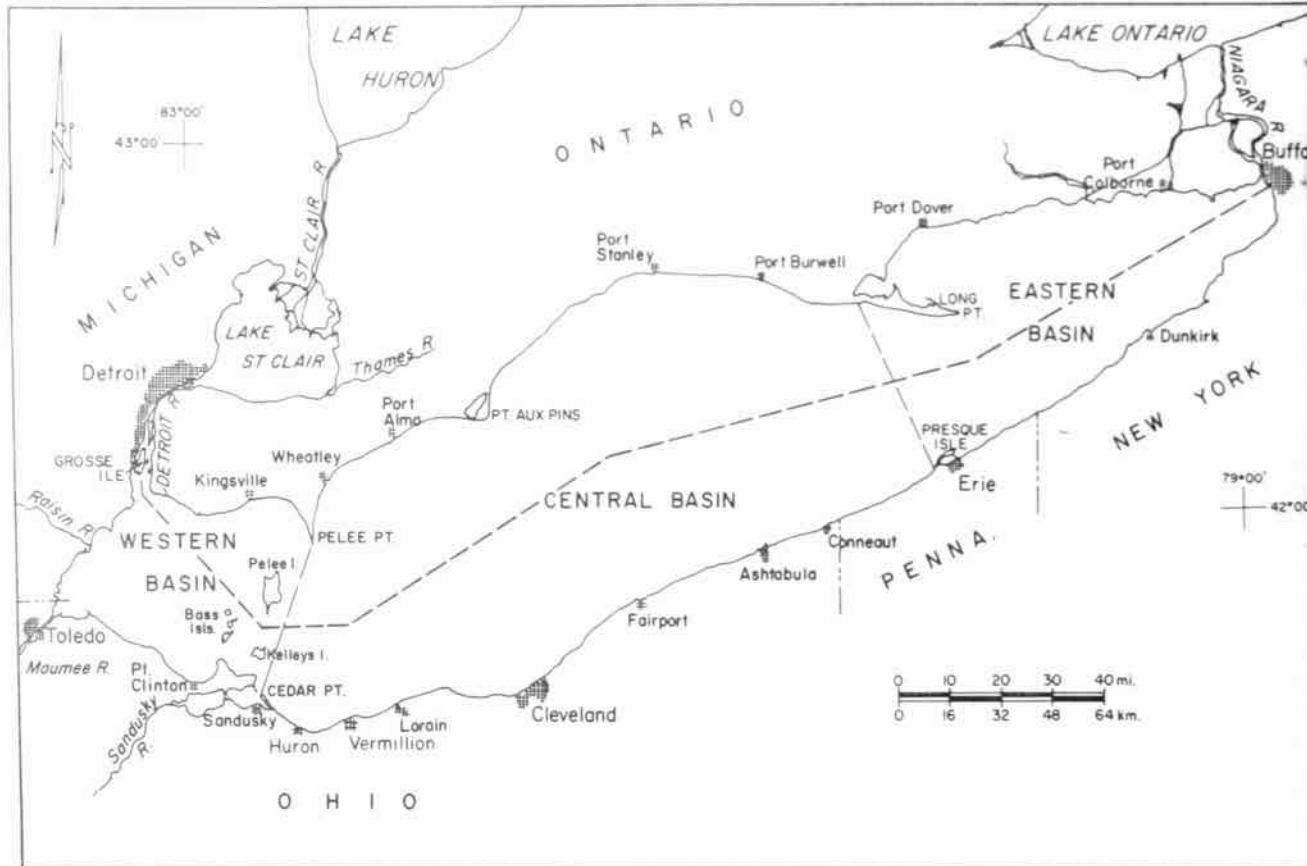 LAKE
HURON
LAKE ONTARIO
NIAGARA R.
83°00'
43°00'
ONTARIO
Port
Colborne
Port Dover
MICHIGAN
ST CLAIR R.
Port
Stanley
Port Burwell
LONG
PT.
EASTERN
BASIN
LAKE
ST CLAIR
Thames R.
Detroit
DETROIT R.
Dunkirk
NEW YORK
Port
Alma
PT. AUX PINS
PRESQUE
ISLE
Erie
GROSSE
ILE
Wheatley
Kingsville
CENTRAL BASIN
79°00'
42°00'
Raisin R.
WESTERN
BASIN
PELEE PT.
Pelee I.
Conneaut
PENNA.
Ashtabula
Bass
Isls.
Fairport
Toledo
Maumee R.
Kelleys I.
Pt.
Clinton
CEDAR PT.
Sandusky
R.
Sandusky
Huron
Vermillion
Lorain
Cleveland
0 10 20 30 40 mi.
0 16 32 48 64 km.
OHIO